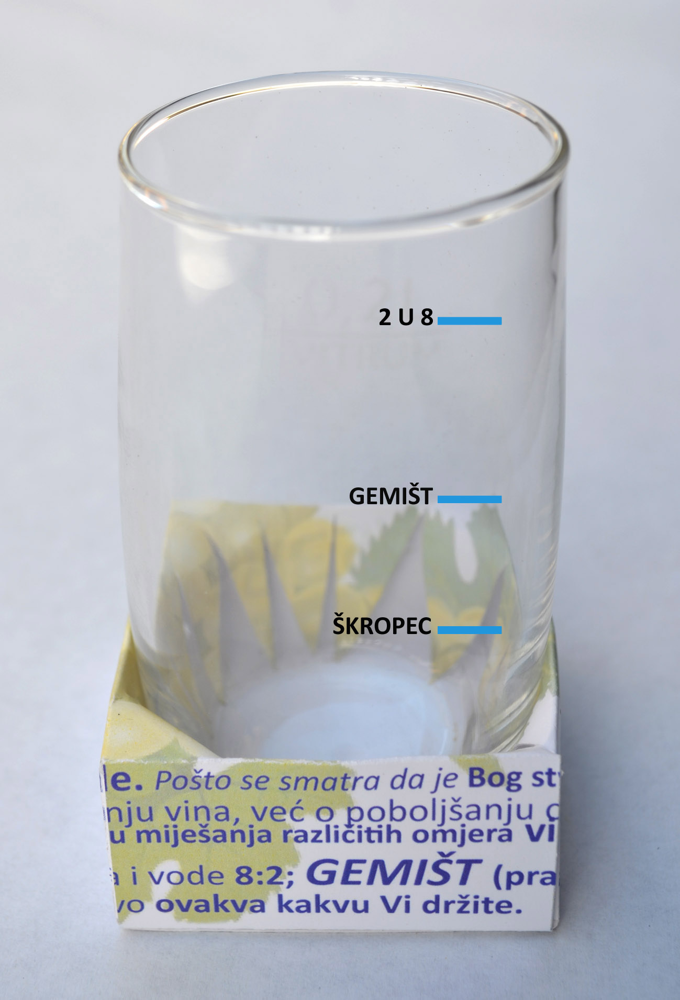 2 U 8
GEMIŠT
ŠKROPEC
le. Pošto se smatra da je Bog st
nju vina, već o poboljšanju
u miješanja različitih omjera VI
a i vode 8:2; GEMIŠT (pra
vo ovakva kakvu Vi držite.